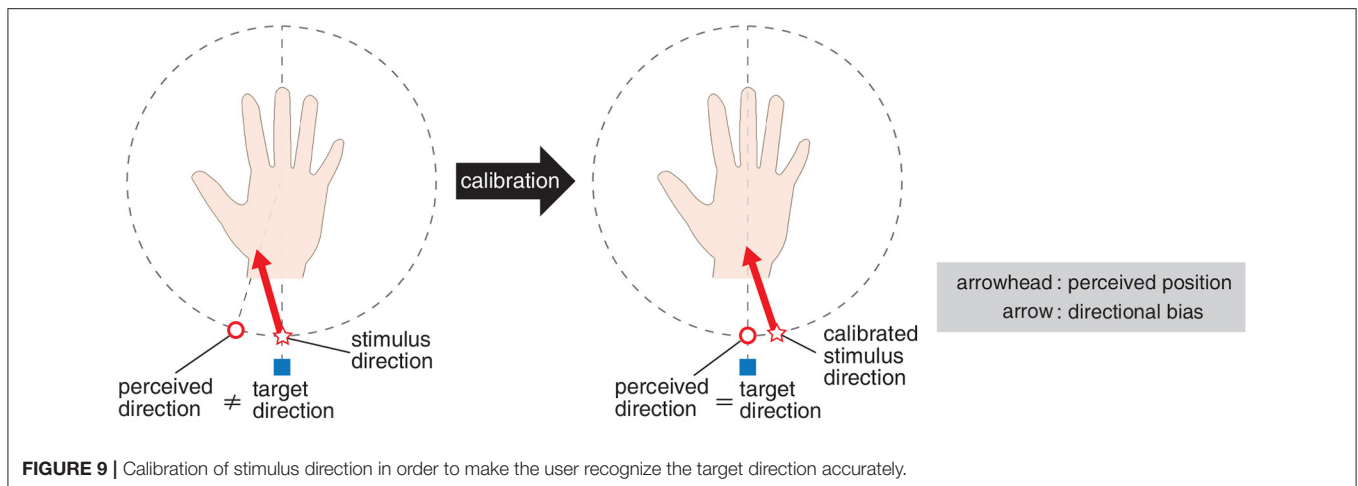 stimulus
direction
perceived
direction
≠
target
direction
calibration
calibrated
stimulus
direction
perceived
direction
=
target
direction
arrowhead : perceived position
arrow : directional bias
FIGURE 9 | Calibration of stimulus direction in order to make the user recognize the target direction accurately.